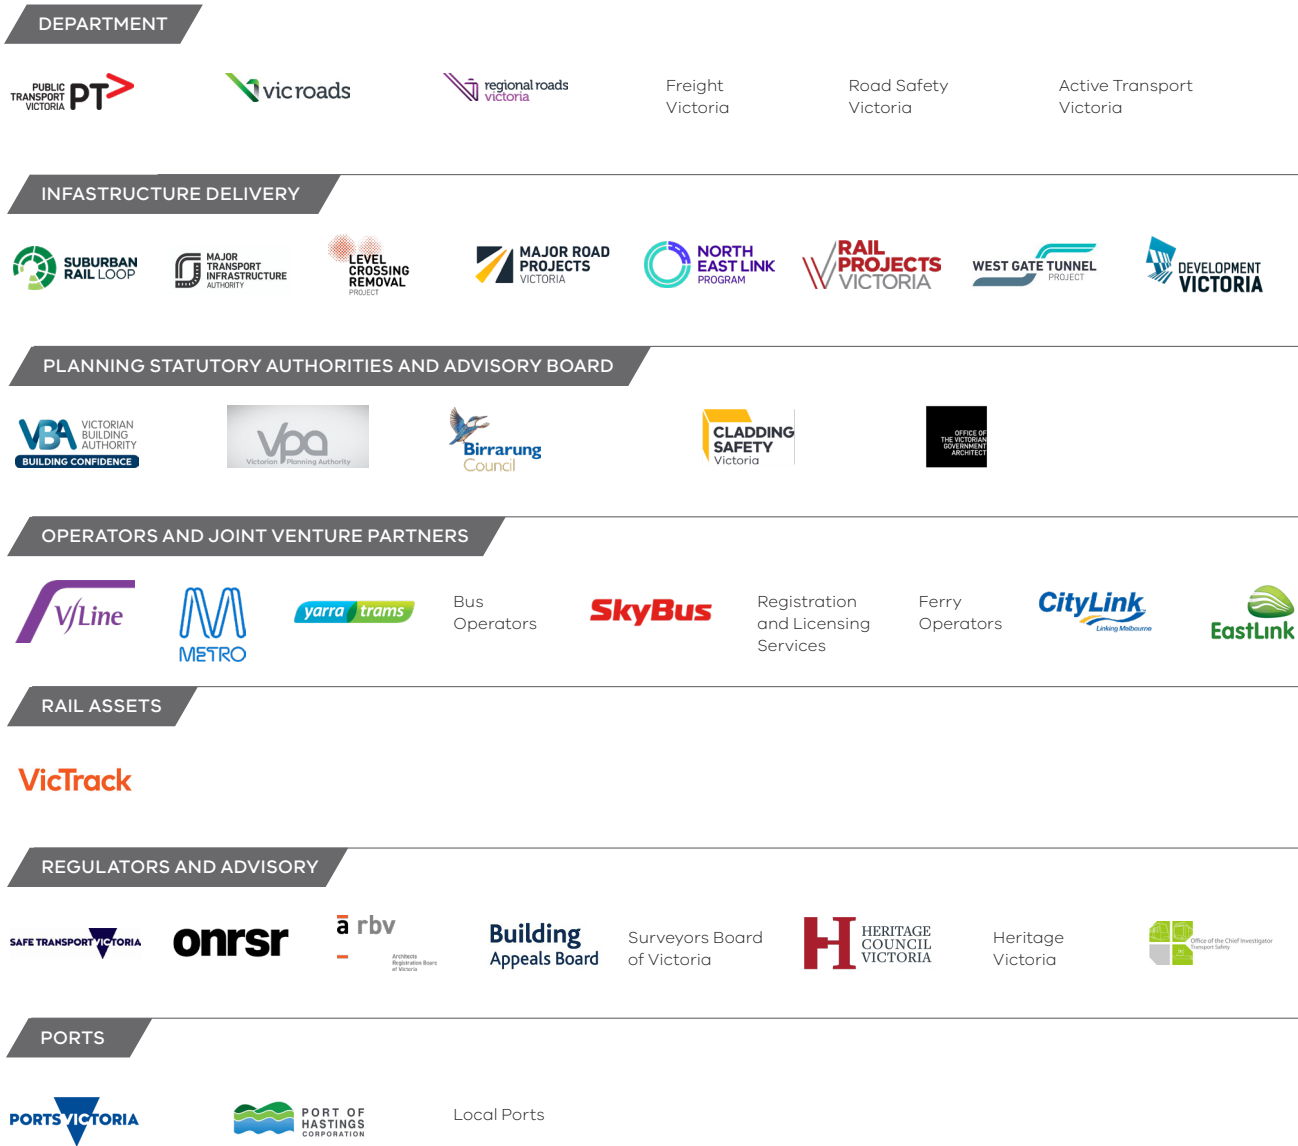 DEPARTMENT
PUBLIC
TRANSPORT
VICTORIA
PT
vicroads
regional roads
victoria
Freight
Victoria
Road Safety
Victoria
Active Transport
Victoria
INFASTRUCTURE DELIVERY
SUBURBAN
RAIL LOOP
MAJOR
TRANSPORT
INFRASTRUCTURE
AUTHORITY
LEVEL
CROSSING
REMOVAL
PROJECT
MAJOR ROAD
PROJECTS
VICTORIA
NORTH
EAST LINK
PROGRAM
RAIL
PROJECTS
VICTORIA
WEST GATE TUNNEL
PROJECT
DEVELOPMENT
VICTORIA
PLANNING STATUTORY AUTHORITIES AND ADVISORY BOARD
VBA
VICTORIAN
BUILDING
AUTHORITY
BUILDING CONFIDENCE
vpa
Victorian Planning Authority
Birrarung
Council
CLADDING
SAFETY
Victoria
OFFICE OF
THE VICTORIAN
GOVERNMENT
ARCHITECT
OPERATORS AND JOINT VENTURE PARTNERS
V/Line
METRO
yarra trams
Bus
Operators
SkyBus
Registration
and Licensing
Services
Ferry
Operators
CityLink
Linking Melbourne
EastLink
RAIL ASSETS
VicTrack
REGULATORS AND ADVISORY
SAFE TRANSPORT VICTORIA
onrsr
a rbv
Architects
Registration Board
of Victoria
Building
Appeals Board
Surveyors Board
of Victoria
HERITAGE
COUNCIL
VICTORIA
Heritage
Victoria
Office of the Chief Investigator
Transport Safety
PORTS
PORTS VICTORIA
PORT OF
HASTINGS
CORPORATION
Local Ports